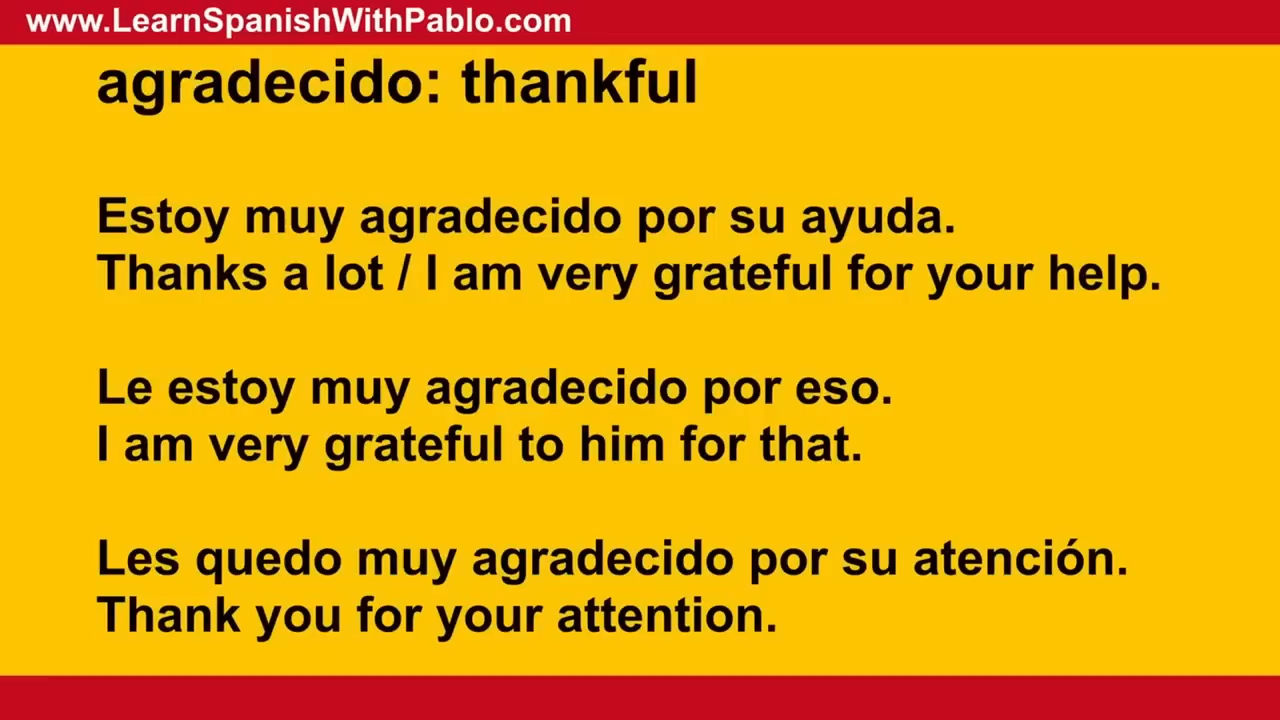 www.LearnSpanishWithPablo.com
agradecido: thankful
Estoy muy agradecido por su ayuda.
Thanks a lot / I am very grateful for your help.
Le estoy muy agradecido por eso.
I am very grateful to him for that.
Les quedo muy agradecido por su atención.
Thank you for your attention.